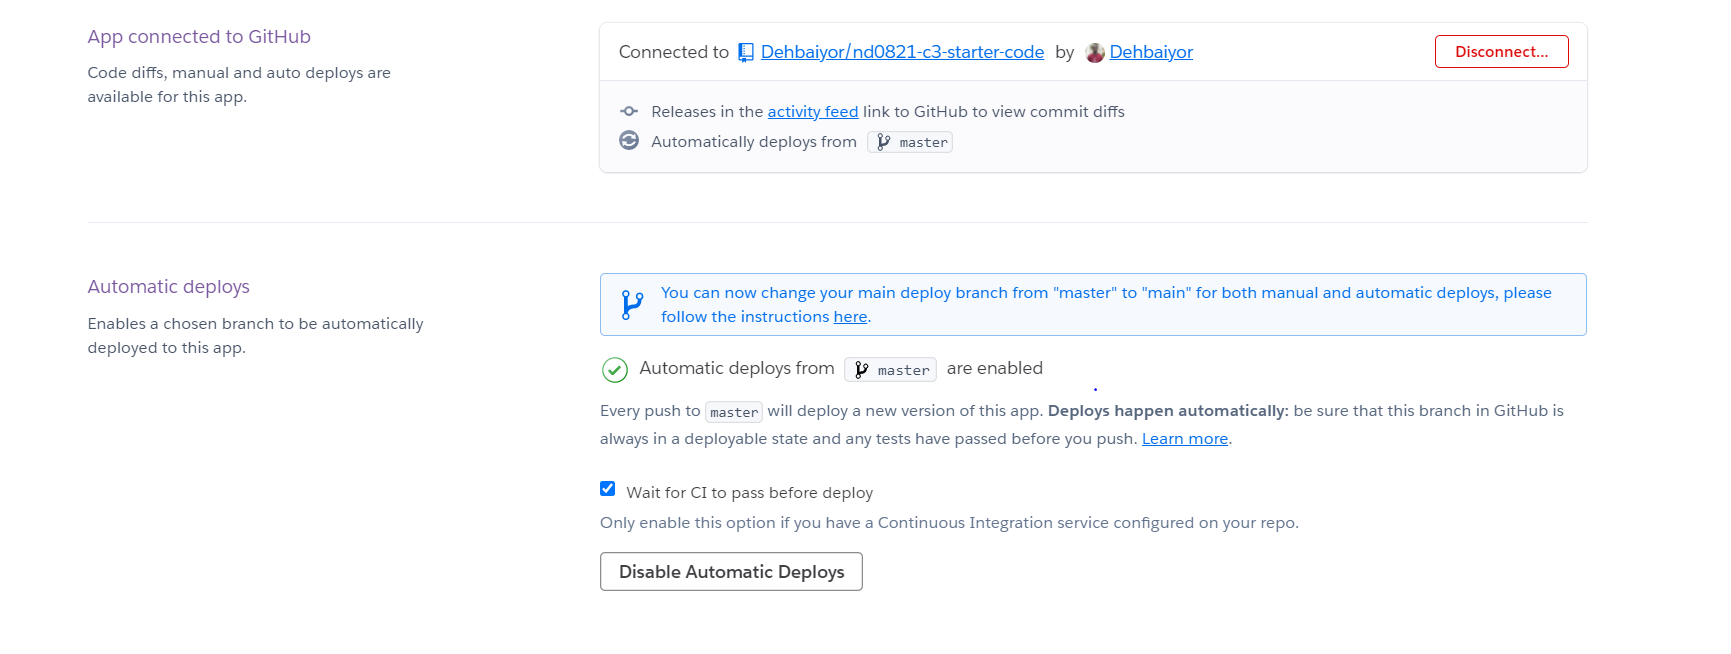 App connected to GitHub
Code diffs, manual and auto deploys are
available for this app.
Connected to Dehbaiyor/nd0821-c3-starter-code by Dehbaiyor
Disconnect...
Releases in the activity feed link to GitHub to view commit diffs
Automatically deploys from master
Automatic deploys
Enables a chosen branch to be automatically
deployed to this app.
You can now change your main deploy branch from "master" to "main" for both manual and automatic deploys, please
follow the instructions here.
Automatic deploys from master are enabled
Every push to master will deploy a new version of this app. Deploys happen automatically: be sure that this branch in GitHub is
always in a deployable state and any tests have passed before you push. Learn more.
Wait for CI to pass before deploy
Only enable this option if you have a Continuous Integration service configured on your repo.
Disable Automatic Deploys